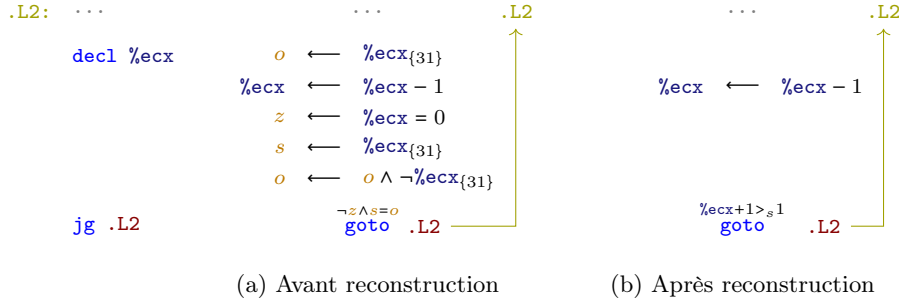 .L2: ... ... .L2 ... .L2
decl %ecx o ⟵ %ecx{31}
%ecx ⟵ %ecx − 1 %ecx ⟵ %ecx − 1
z ⟵ %ecx = 0
s ⟵ %ecx{31}
o ⟵ o ∧ ¬%ecx{31}
¬z∧s=o %ecx+1>ₛ1
jg .L2 goto .L2 goto .L2
(a) Avant reconstruction (b) Après reconstruction